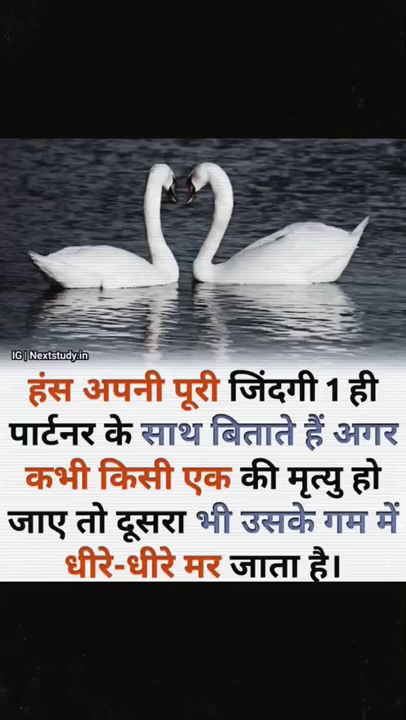 IG | Nextstudy.in
हंस अपनी पूरी जिंदगी 1 ही
पार्टनर के साथ बिताते हैं अगर
कभी किसी एक की मृत्यु हो
जाए तो दूसरा भी उसके गम में
धीरे-धीरे मर जाता है।